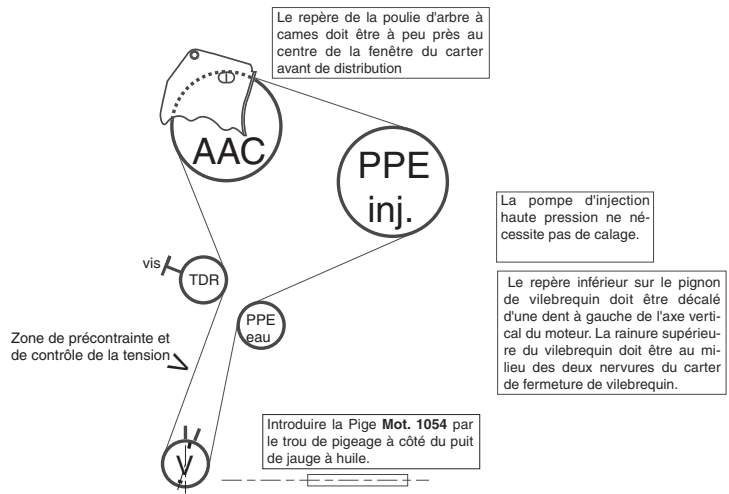 Le repère de la poulie d'arbre à
cames doit être à peu près au
centre de la fenêtre du carter
avant de distribution
AAC
PPE
inj.
La pompe d'injection
haute pression ne né-
cessite pas de calage.
vis
TDR
Le repère inférieur sur le pignon
de vilebrequin doit être décalé
d'une dent à gauche de l'axe verti-
cal du moteur. La rainure supérieu-
re du vilebrequin doit être au mi-
lieu des deux nervures du carter
de fermeture de vilebrequin.
PPE
eau
Zone de précontrainte et
de contrôle de la tension
Introduire la Pige Mot. 1054 par
le trou de pigeage à côté du puit
de jauge à huile.
V